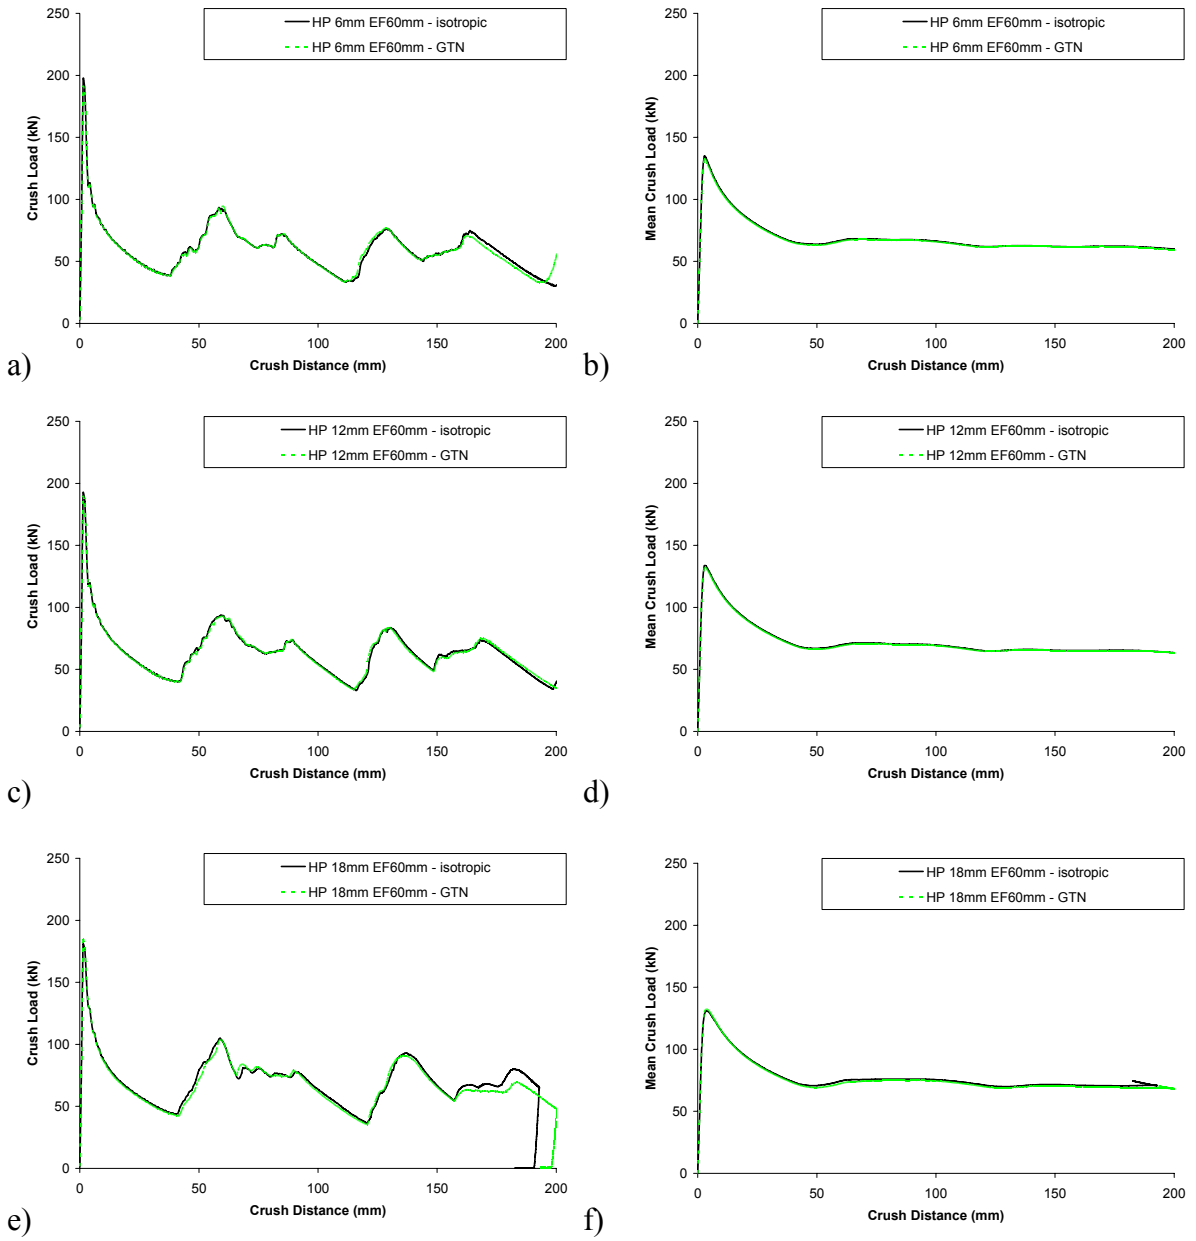 HP 6mm EF60mm - isotropic
HP 6mm EF60mm - GTN
250
200
150
100
50
0
Crush Load (kN)
0 50 100 150 200
Crush Distance (mm)
a)
HP 6mm EF60mm - isotropic
HP 6mm EF60mm - GTN
250
200
150
100
50
0
Mean Crush Load (kN)
0 50 100 150 200
Crush Distance (mm)
b)
HP 12mm EF60mm - isotropic
HP 12mm EF60mm - GTN
250
200
150
100
50
0
Crush Load (kN)
0 50 100 150 200
Crush Distance (mm)
c)
HP 12mm EF60mm - isotropic
HP 12mm EF60mm - GTN
250
200
150
100
50
0
Mean Crush Load (kN)
0 50 100 150 200
Crush Distance (mm)
d)
HP 18mm EF60mm - isotropic
HP 18mm EF60mm - GTN
250
200
150
100
50
0
Crush Load (kN)
0 50 100 150 200
Crush Distance (mm)
e)
HP 18mm EF60mm - isotropic
HP 18mm EF60mm - GTN
250
200
150
100
50
0
Mean Crush Load (kN)
0 50 100 150 200
Crush Distance (mm)
f)